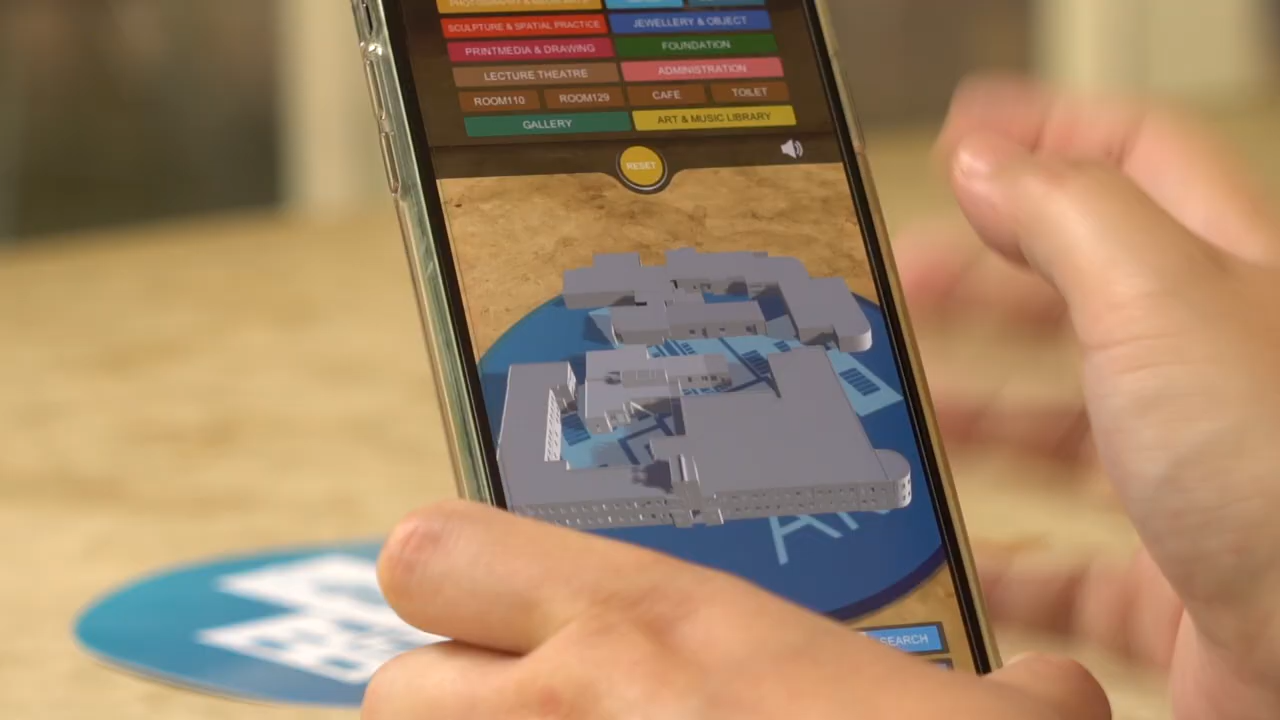 SCULPTURE & SPATIAL PRACTICE
JEWELLERY & OBJECT
PRINTMEDIA & DRAWING
FOUNDATION
LECTURE THEATRE
ADMINISTRATION
ROOM110
ROOM129
CAFE
TOILET
GALLERY
ART & MUSIC LIBRARY
RESET
SEARCH